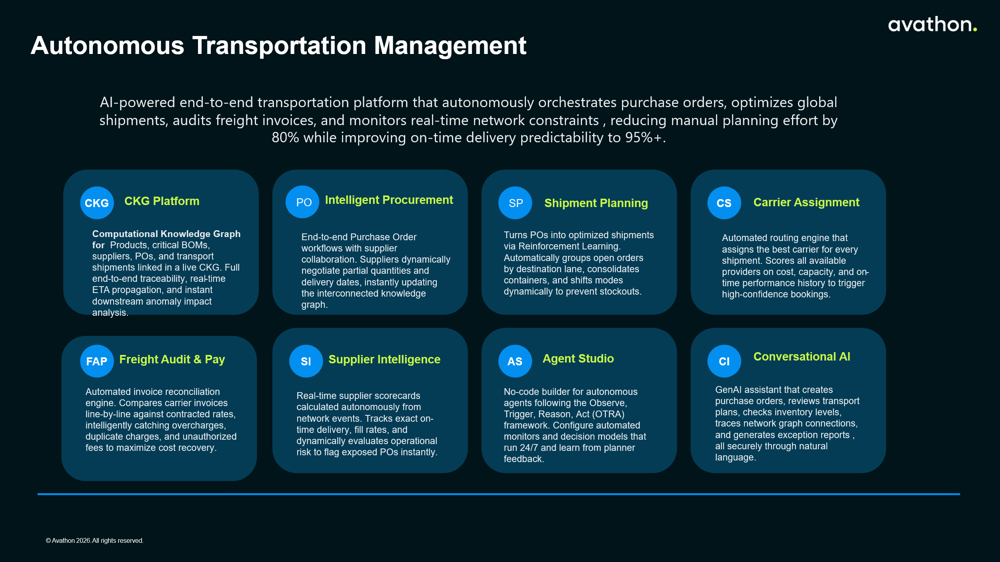 avathon.
Autonomous Transportation Management
AI-powered end-to-end transportation platform that autonomously orchestrates purchase orders, optimizes global
shipments, audits freight invoices, and monitors real-time network constraints , reducing manual planning effort by
80% while improving on-time delivery predictability to 95%+.
CKG
CKG Platform
Computational Knowledge Graph
for Products, critical BOMs,
suppliers, POs, and transport
shipments linked in a live CKG. Full
end-to-end traceability, real-time
ETA propagation, and instant
downstream anomaly impact
analysis.
PO
Intelligent Procurement
End-to-end Purchase Order
workflows with supplier
collaboration. Suppliers dynamically
negotiate partial quantities and
delivery dates, instantly updating
the interconnected knowledge
graph.
SP
Shipment Planning
Turns POs into optimized shipments
via Reinforcement Learning.
Automatically groups open orders
by destination lane, consolidates
containers, and shifts modes
dynamically to prevent stockouts.
CS
Carrier Assignment
Automated routing engine that
assigns the best carrier for every
shipment. Scores all available
providers on cost, capacity, and on-
time performance history to trigger
high-confidence bookings.
FAP
Freight Audit & Pay
Automated invoice reconciliation
engine. Compares carrier invoices
line-by-line against contracted rates,
intelligently catching overcharges,
duplicate charges, and unauthorized
fees to maximize cost recovery.
SI
Supplier Intelligence
Real-time supplier scorecards
calculated autonomously from
network events. Tracks exact on-
time delivery, fill rates, and
dynamically evaluates operational
risk to flag exposed POs instantly.
AS
Agent Studio
No-code builder for autonomous
agents following the Observe,
Trigger, Reason, Act (OTRA)
framework. Configure automated
monitors and decision models that
run 24/7 and learn from planner
feedback.
CI
Conversational AI
GenAI assistant that creates
purchase orders, reviews transport
plans, checks inventory levels,
traces network graph connections,
and generates exception reports ,
all securely through natural
language.
© Avathon 2026. All rights reserved.